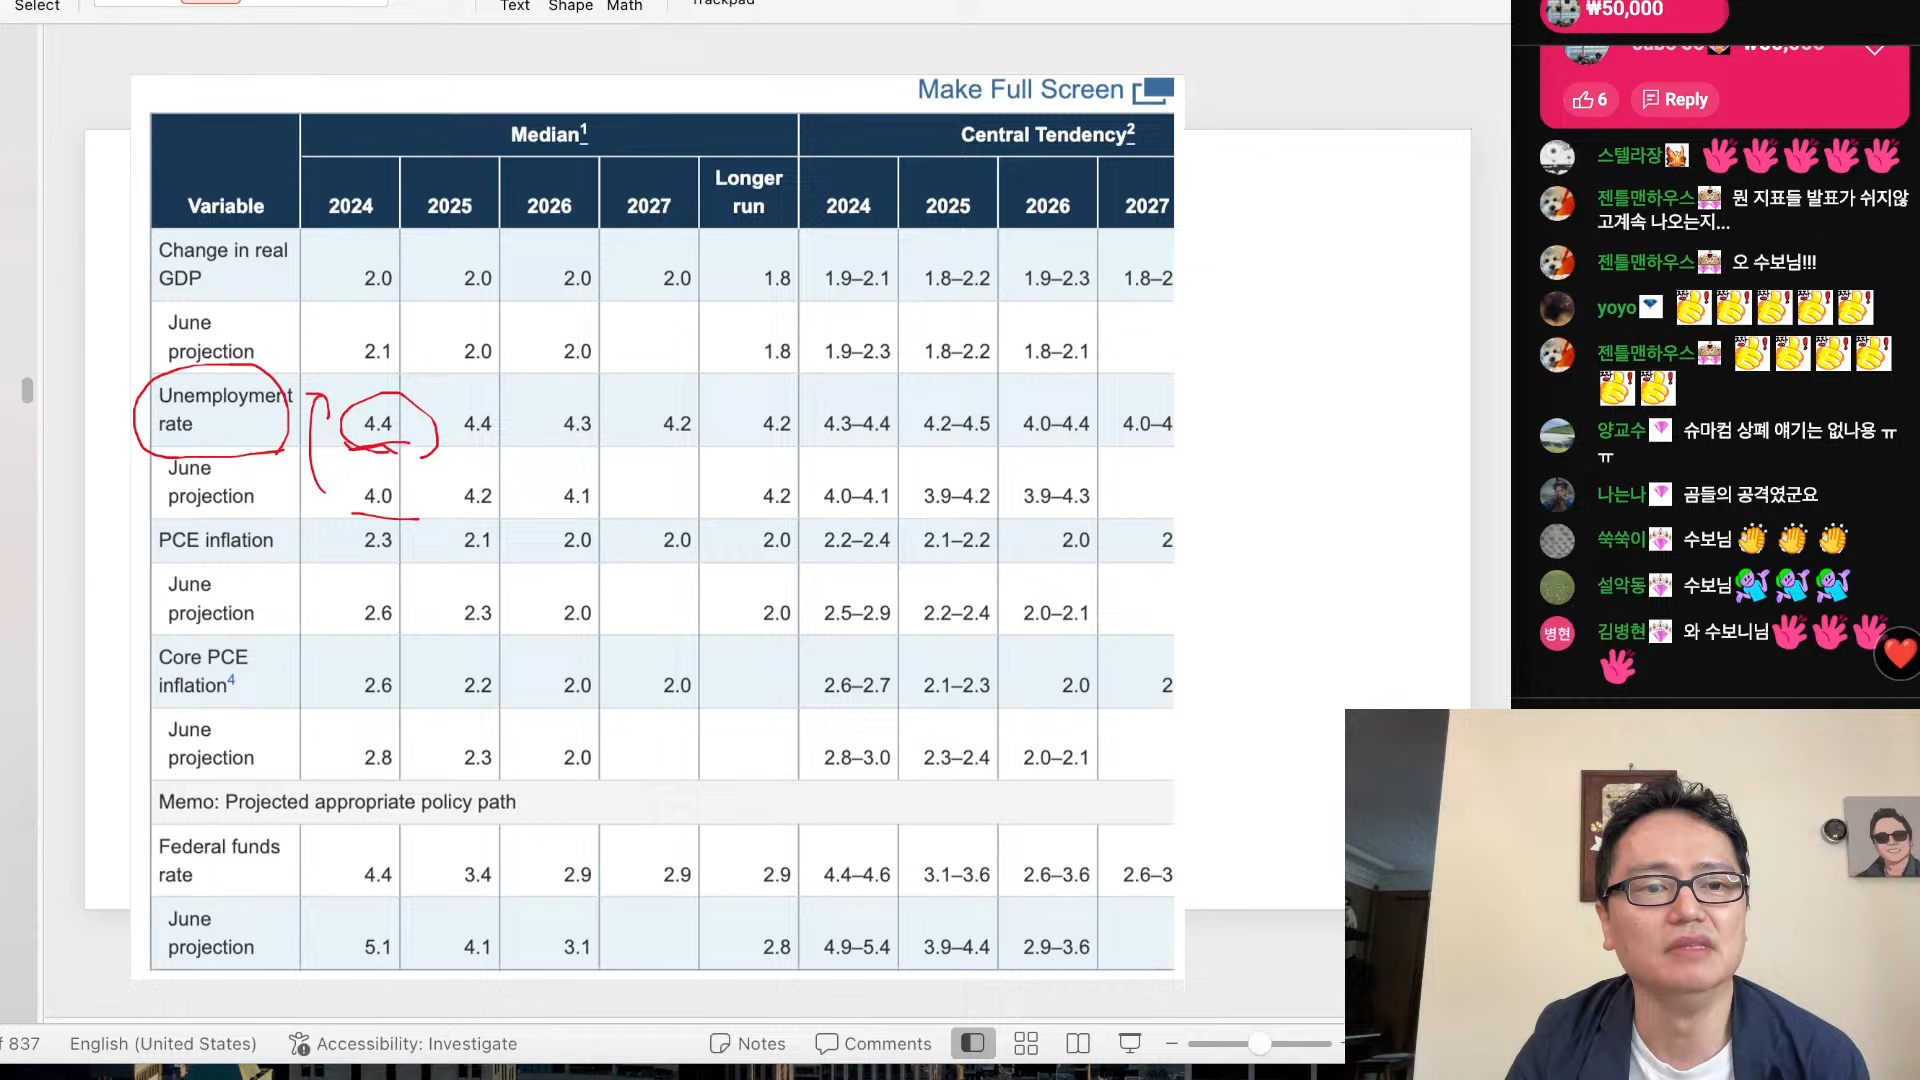 Select
Text Shape Math
Make Full Screen
Median1 Central Tendency2
Variable 2024 2025 2026 2027 Longer run 2024 2025 2026 2027
Change in real GDP 2.0 2.0 2.0 2.0 1.8 1.9–2.1 1.8–2.2 1.9–2.3 1.8–2
June projection 2.1 2.0 2.0 1.8 1.9–2.3 1.8–2.2 1.8–2.1
Unemployment rate 4.4 4.4 4.3 4.2 4.2 4.3–4.4 4.2–4.5 4.0–4.4 4.0–4
June projection 4.0 4.2 4.1 4.2 4.0–4.1 3.9–4.2 3.9–4.3
PCE inflation 2.3 2.1 2.0 2.0 2.0 2.2–2.4 2.1–2.2 2.0 2
June projection 2.6 2.3 2.0 2.0 2.5–2.9 2.2–2.4 2.0–2.1
Core PCE inflation4 2.6 2.2 2.0 2.0 2.6–2.7 2.1–2.3 2.0 2
June projection 2.8 2.3 2.0 2.8–3.0 2.3–2.4 2.0–2.1
Memo: Projected appropriate policy path
Federal funds rate 4.4 3.4 2.9 2.9 2.9 4.4–4.6 3.1–3.6 2.6–3.6 2.6–3
June projection 5.1 4.1 3.1 2.8 4.9–5.4 3.9–4.4 2.9–3.6
837 English (United States) Accessibility: Investigate Notes Comments
₩50,000
6 Reply
스텔라장
젠틀맨하우스 뭔 지표들 발표가 쉬지않
고계속 나오는지...
젠틀맨하우스 오 수보님!!!
yoyo
젠틀맨하우스
양교수 슈마컴 상폐 얘기는 없나용 ㅠ
ㅠ
나는나 곰들의 공격였군요
쑥쑥이 수보님
설악동 수보님
병현 김병현 와 수보니님